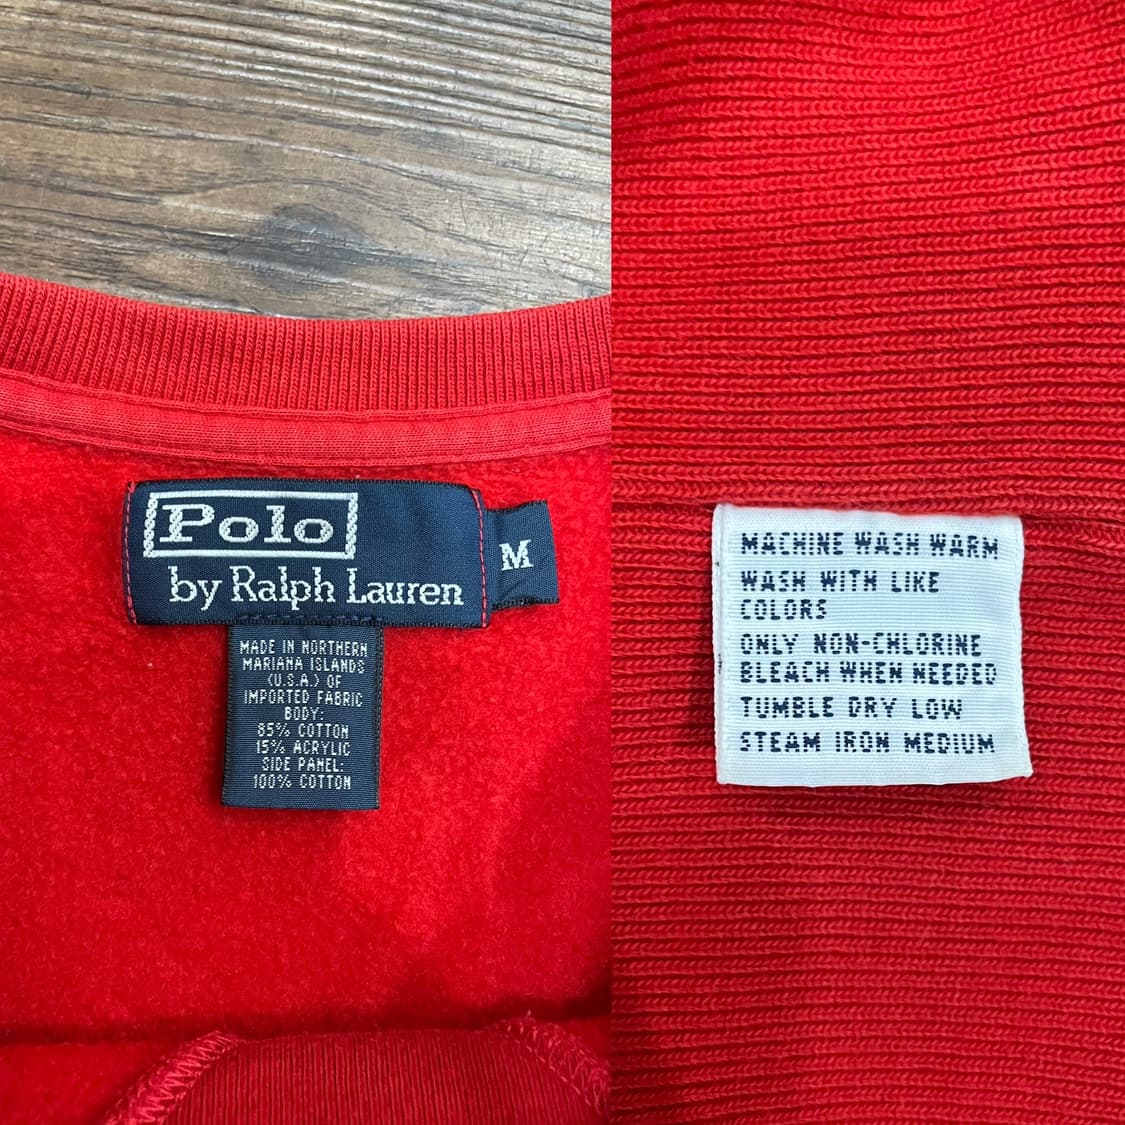 Polo
by Ralph Lauren
M
MADE IN NORTHERN
MARIANA ISLANDS
(U.S.A.) OF
IMPORTED FABRIC
BODY:
85% COTTON
15% ACRYLIC
SIDE PANEL:
100% COTTON
MACHINE WASH WARM
WASH WITH LIKE
COLORS
ONLY NON-CHLORINE
BLEACH WHEN NEEDED
TUMBLE DRY LOW
STEAM IRON MEDIUM